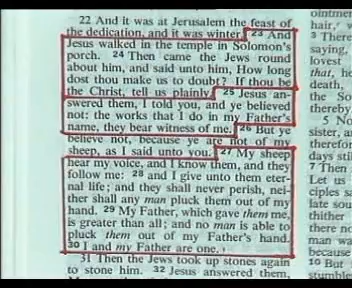 22 And it was at Jerusalem the feast of
the dedication, and it was winter. 23 And
Jesus walked in the temple in Solomon's
porch. 24 Then came the Jews round
about him, and said unto him, How long
dost thou make us to doubt? If thou be
the Christ, tell us plainly. 25 Jesus an-
swered them, I told you, and ye believed
not: the works that I do in my Father's
name, they bear witness of me. 26 But ye
believe not, because ye are not of my
sheep, as I said unto you. 27 My sheep
hear my voice, and I know them, and they
follow me: 28 and I give unto them eter-
nal life; and they shall never perish, nei-
ther shall any man pluck them out of my
hand. 29 My Father, which gave them me,
is greater than all; and no man is able to
pluck them out of my Father's hand.
30 I and my Father are one.
31 Then the Jews took up stones again
to stone him. 32 Jesus answered them,
ointmen
hair,
3 There
saying,
lovest
that, he
death,
the So
thereby
5 No
sister, a
therefor
days stil
7 Then
Let us
ciples sa
late sou
thither
there no
man wa
because
10 But
stumble